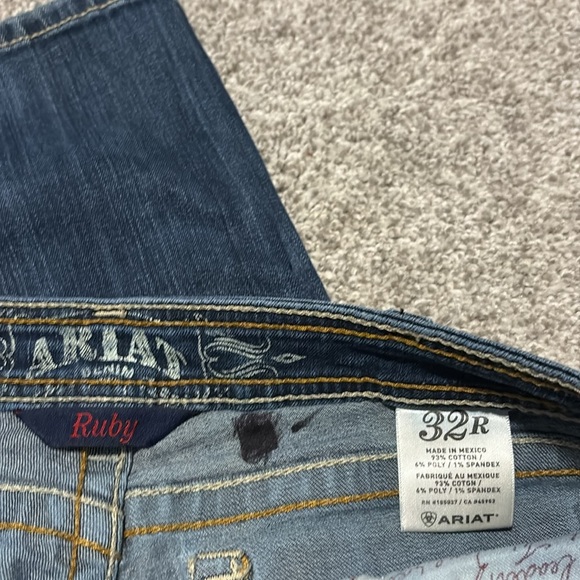 ARIAT
DENIM
Ruby
32R
MADE IN MEXICO
93% COTTON /
6% POLY / 1% SPANDEX
FABRIQUÉ AU MEXIQUE
93% COTON /
6% POLY / 1% SPANDEX
ARIAT
Leading